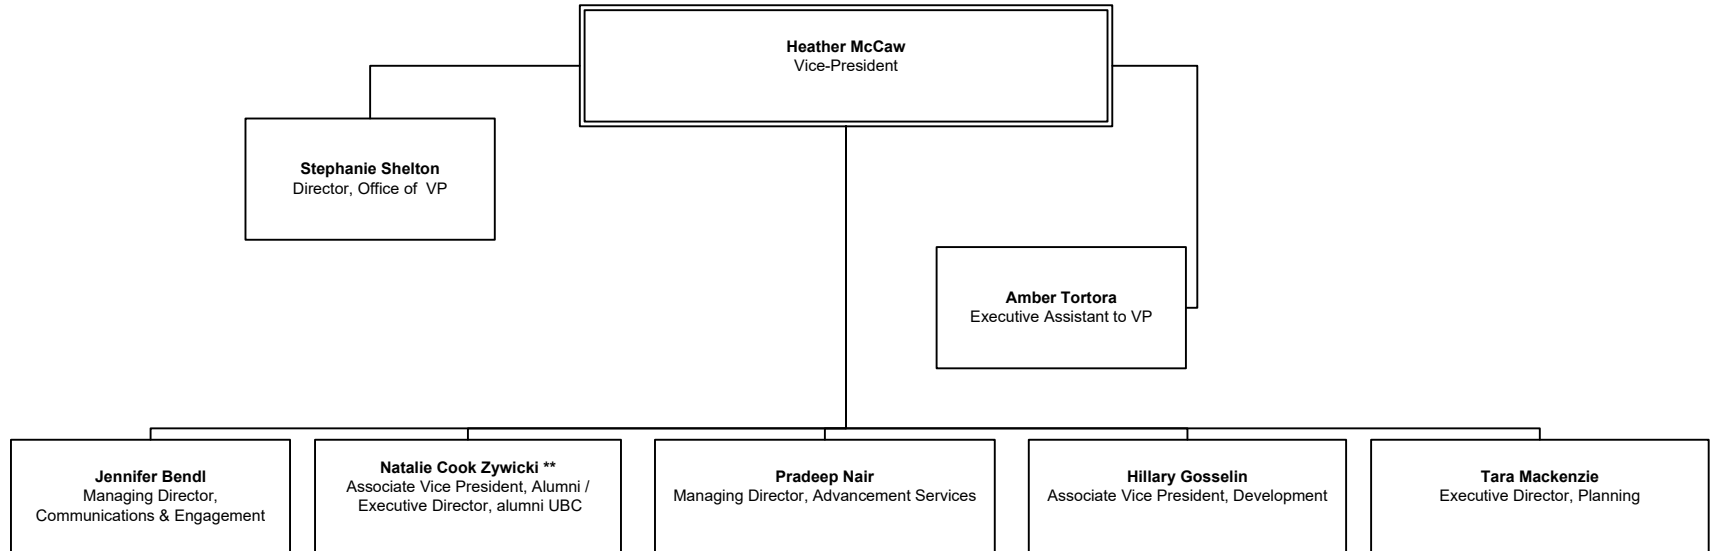 Heather McCaw
Vice-President
Stephanie Shelton
Director, Office of  VP
Amber Tortora
Executive Assistant to VP
Jennifer Bendl
Managing Director,
Communications & Engagement
Natalie Cook Zywicki **
Associate Vice President, Alumni /
Executive Director, alumni UBC
Pradeep Nair
Managing Director, Advancement Services
Hillary Gosselin
Associate Vice President, Development
Tara Mackenzie
Executive Director, Planning